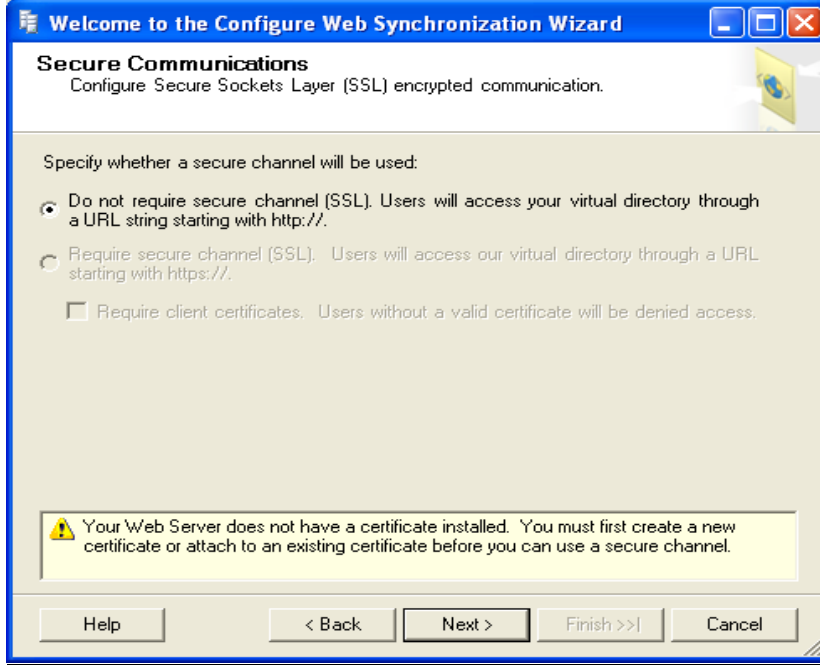 Welcome to the Configure Web Synchronization Wizard
Secure Communications
Configure Secure Sockets Layer (SSL) encrypted communication.
Specify whether a secure channel will be used:
Do not require secure channel (SSL). Users will access your virtual directory through
a URL string starting with http://.
Require secure channel (SSL).  Users will access our virtual directory through a URL
starting with https://.
Require client certificates.  Users without a valid certificate will be denied access.
Your Web Server does not have a certificate installed.  You must first create a new
certificate or attach to an existing certificate before you can use a secure channel.
Help
< Back
Next >
Finish >>|
Cancel